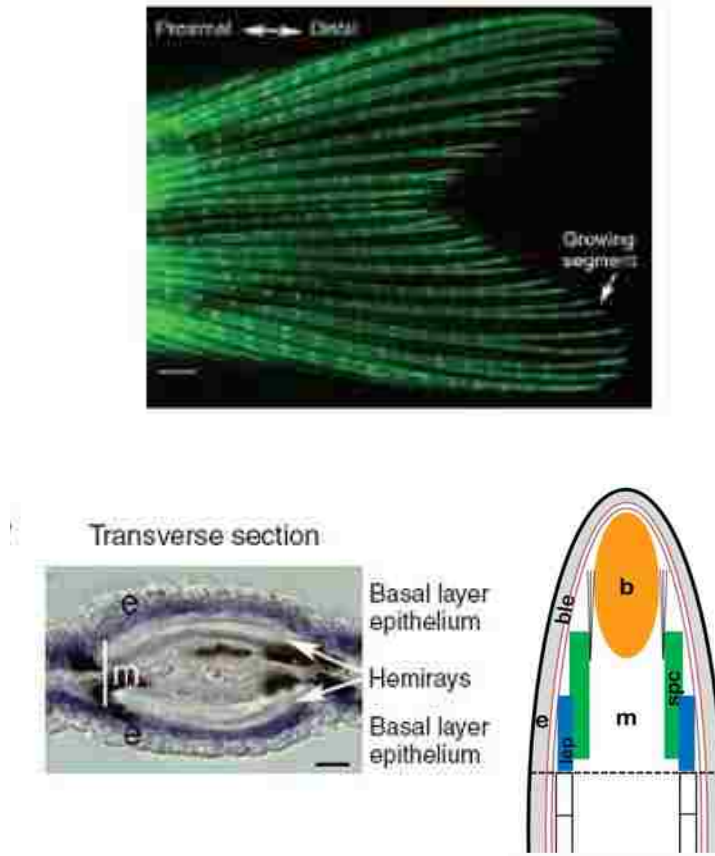 Proximal Distal
Growing
segment
Transverse section
e
Basal layer
epithelium
m
Hemirays
e
Basal layer
epithelium
b
ble
spc
m
e
lep